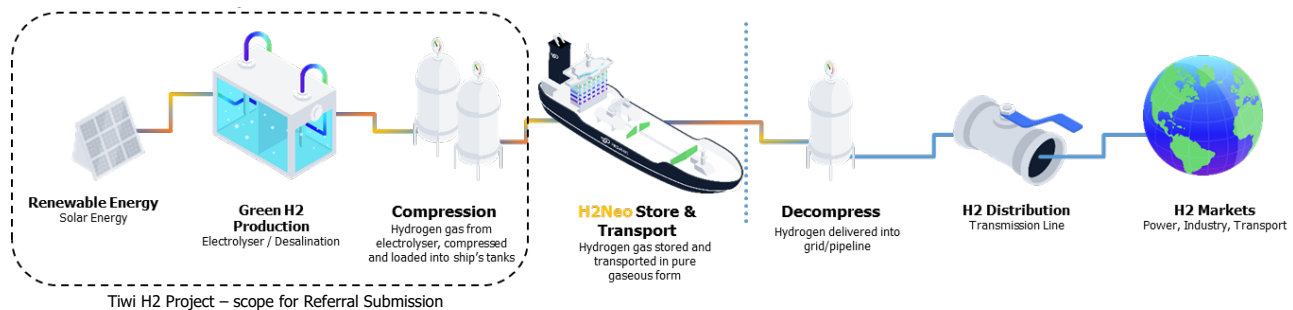 Renewable Energy
Solar Energy
Green H2
Production
Electrolyser / Desalination
Compression
Hydrogen gas from
electrolyser, compressed
and loaded into ship's tanks
H2Neo Store &
Transport
Hydrogen gas stored and
transported in pure
gaseous form
Decompress
Hydrogen delivered into
grid/pipeline
H2 Distribution
Transmission Line
H2 Markets
Power, Industry, Transport
Tiwi H2 Project – scope for Referral Submission